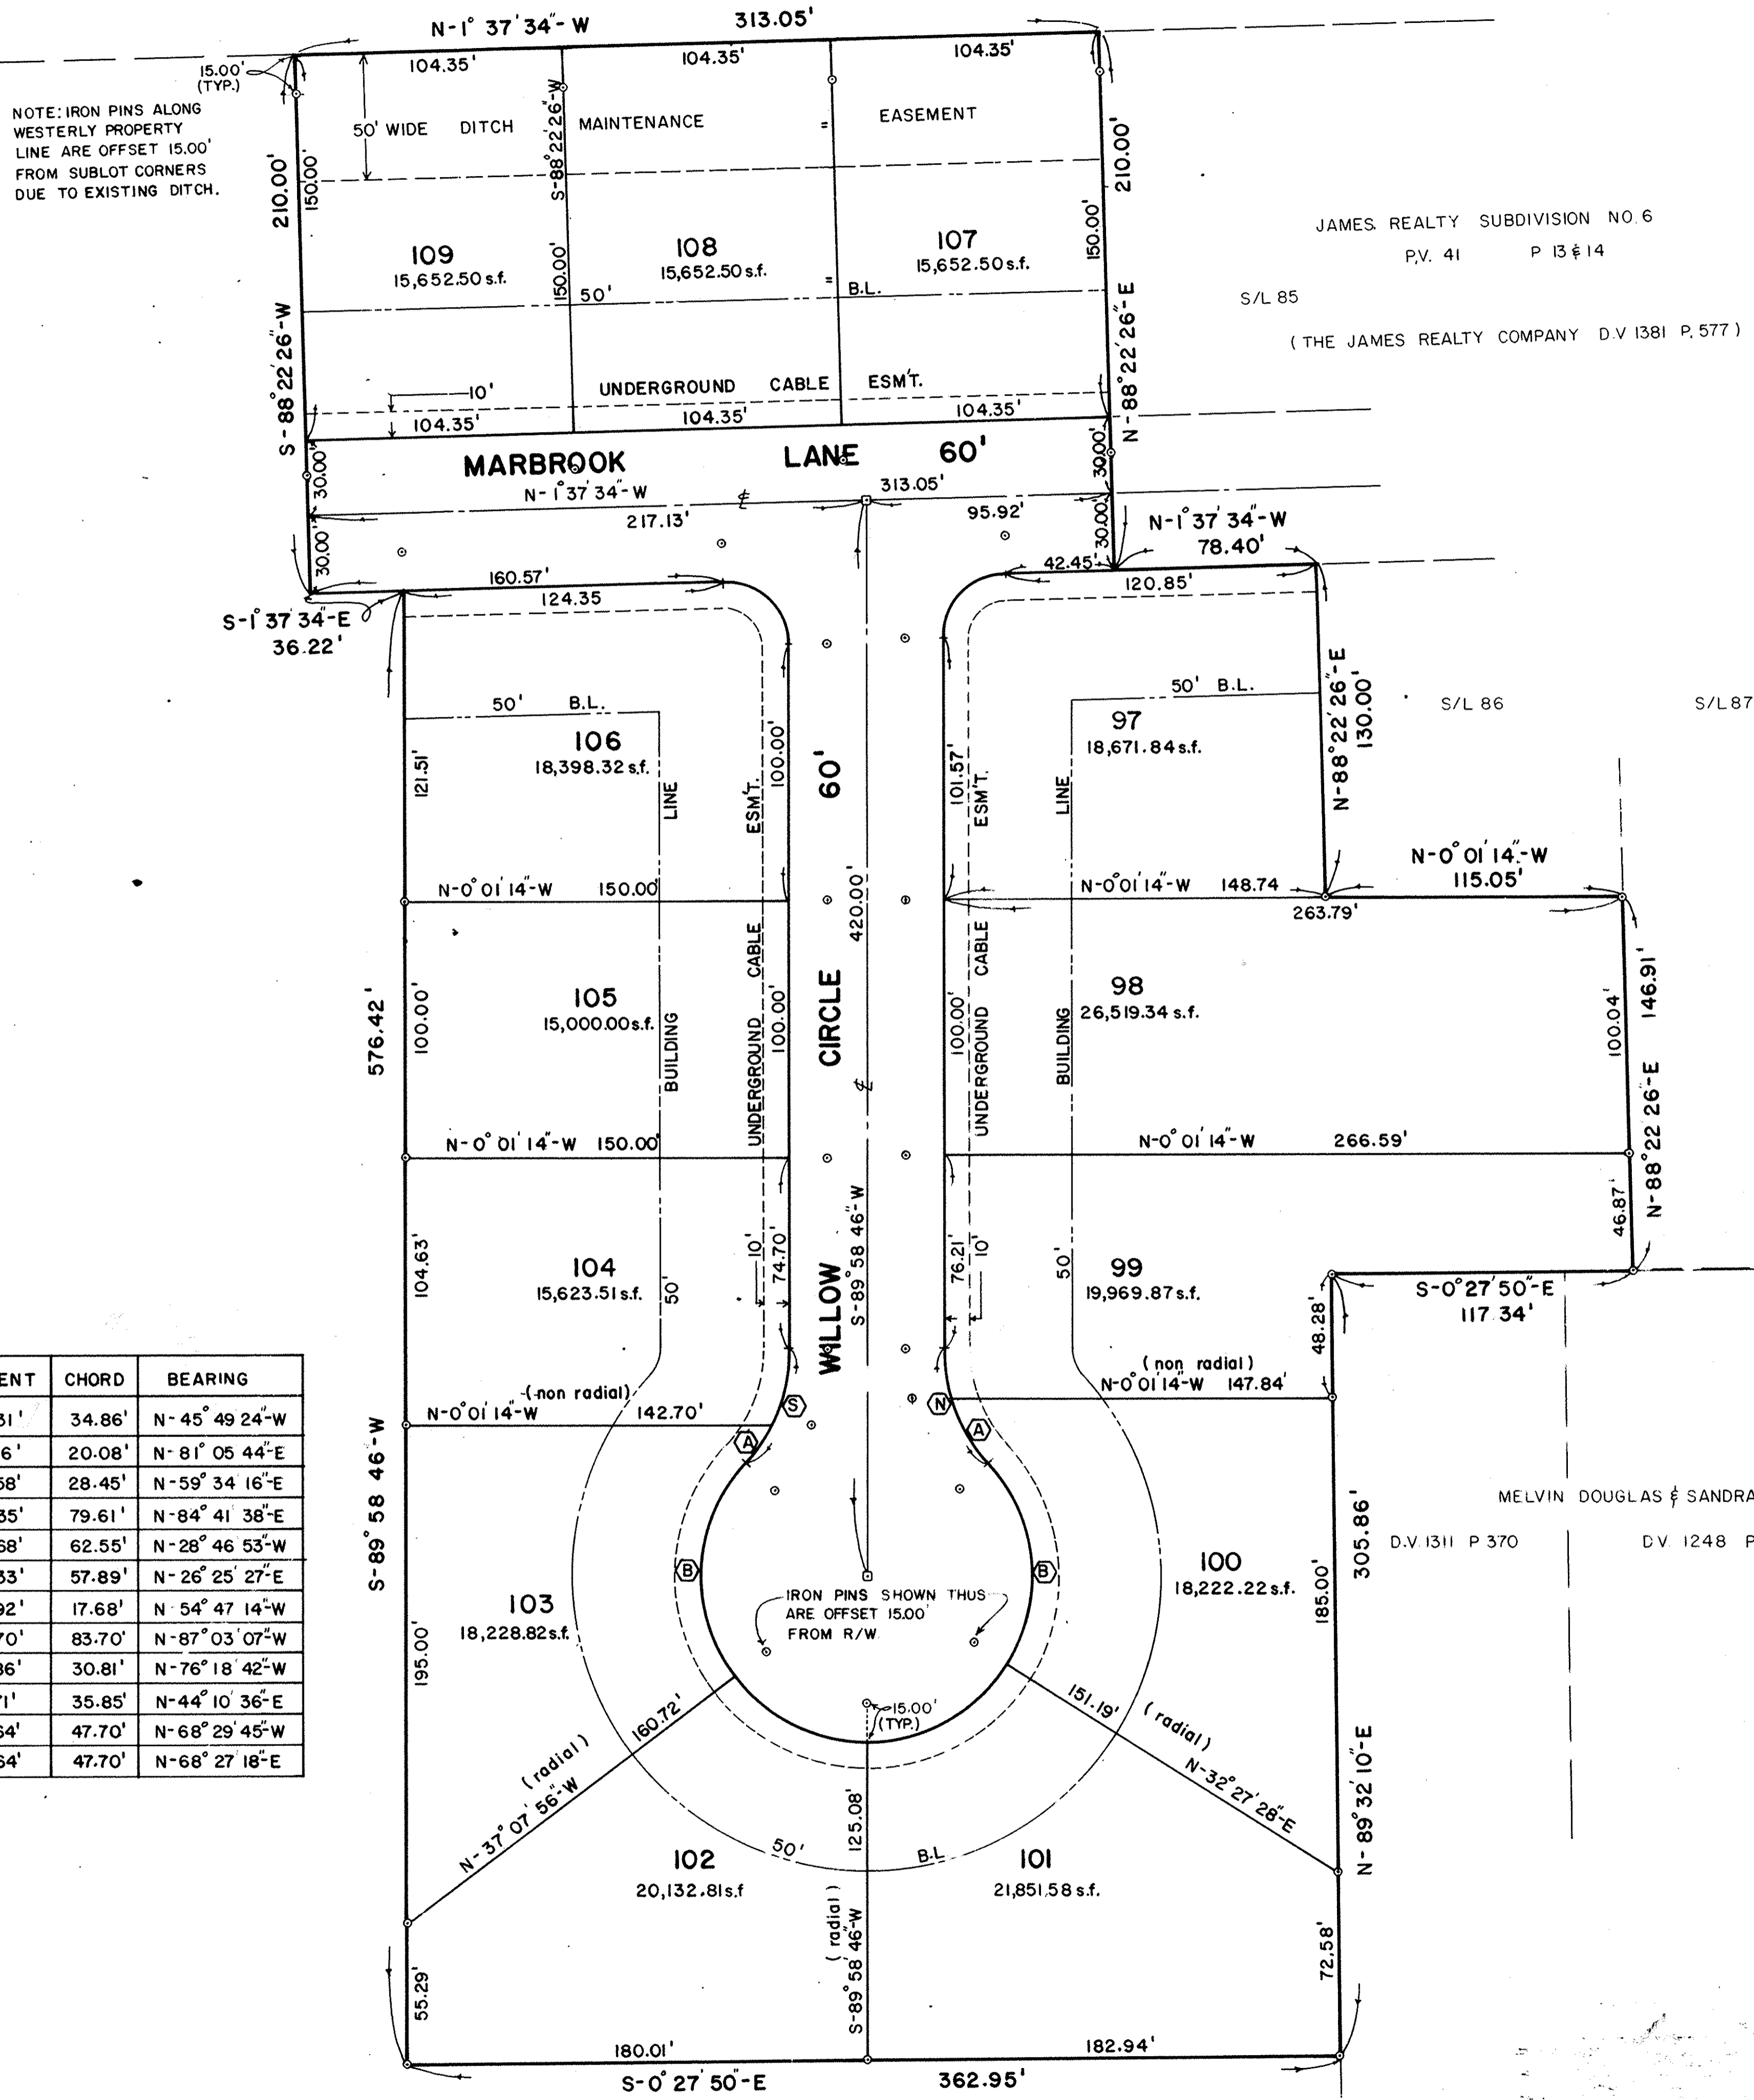 N-1° 37' 34"-W 313.05'
15.00'
(TYP.)
104.35' 104.35' 104.35'
NOTE: IRON PINS ALONG
WESTERLY PROPERTY
LINE ARE OFFSET 15.00'
FROM SUBLOT CORNERS
DUE TO EXISTING DITCH.
50' WIDE DITCH MAINTENANCE = EASEMENT
S-88° 22' 26"-W
210.00'
150.00'
150.00'
S-88° 22' 26"-W
150.00'
210.00'
N-88° 22' 26"-E
109
15,652.50 s.f.
108
15,652.50 s.f.
107
15,652.50 s.f.
50' = B.L.
JAMES REALTY SUBDIVISION NO. 6
P.V. 41 P 13 & 14
S/L 85
( THE JAMES REALTY COMPANY D.V 1381 P. 577 )
10' UNDERGROUND CABLE ESM'T.
104.35' 104.35' 104.35'
MARBROOK LANE 60'
30.00'
30.00'
30.00'
30.00'
N-1° 37' 34"-W ℄ 313.05'
217.13' 95.92'
N-1° 37' 34"-W
78.40'
42.45'
120.85'
160.57'
124.35
S-1° 37' 34"-E
36.22'
50' B.L.
106
18,398.32 s.f.
121.51'
LINE
ESM'T.
100.00'
60'
101.57'
ESM'T.
LINE
50' B.L.
97
18,671.84 s.f.
N-88° 22' 26"-E
130.00'
S/L 86
S/L 87
N-0° 01' 14"-W 150.00'
N-0° 01' 14"-W 148.74
263.79'
N-0° 01' 14"-W
115.05'
576.42'
105
15,000.00 s.f.
100.00'
BUILDING
UNDERGROUND CABLE
100.00'
CIRCLE
420.00'
℄
100.00'
UNDERGROUND CABLE
BUILDING
98
26,519.34 s.f.
100.04'
146.91'
N-88° 22' 26"-E
N-0° 01' 14"-W 150.00'
N-0° 01' 14"-W 266.59'
104
15,623.51 s.f.
104.63'
50'
10'
74.70'
WILLOW
S-89° 58' 46"-W
76.21'
10'
50'
99
19,969.87 s.f.
46.87'
S-0° 27' 50"-E
117.34'
48.28'
(non radial)
N-0° 01' 14"-W 142.70'
(non radial)
N-0° 01' 14"-W 147.84'
S
N
A
A
B
B
ENT CHORD BEARING
31' 34.86' N-45° 49 24"-W
6' 20.08' N-81° 05 44"-E
58' 28.45' N-59° 34 16"-E
35' 79.61' N-84° 41 38"-E
68' 62.55' N-28° 46 53"-W
33' 57.89' N-26° 25' 27"-E
92' 17.68' N-54° 47 14"-W
70' 83.70' N-87° 03' 07"-W
36' 30.81' N-76° 18' 42"-W
71' 35.85' N-44° 10' 36"-E
64' 47.70' N-68° 29' 45"-W
64' 47.70' N-68° 27' 18"-E
S-89° 58' 46"-W
103
18,228.82 s.f.
195.00'
IRON PINS SHOWN THUS
ARE OFFSET 15.00'
FROM R/W.
15.00'
(TYP.)
100
18,222.22 s.f.
185.00'
305.86'
MELVIN DOUGLAS & SANDRA
D.V. 1311 P 370
D.V. 1248 P
N-89° 32' 10"-E
(radial)
160.72'
N-37° 07' 56"-W
151.19'
(radial)
N-32° 27' 28"-E
50' B.L
102
20,132.81 s.f
125.08'
(radial)
S-89° 58' 46"-W
101
21,851.58 s.f.
55.29'
72.58'
180.01' 182.94'
S-0° 27' 50"-E 362.95'